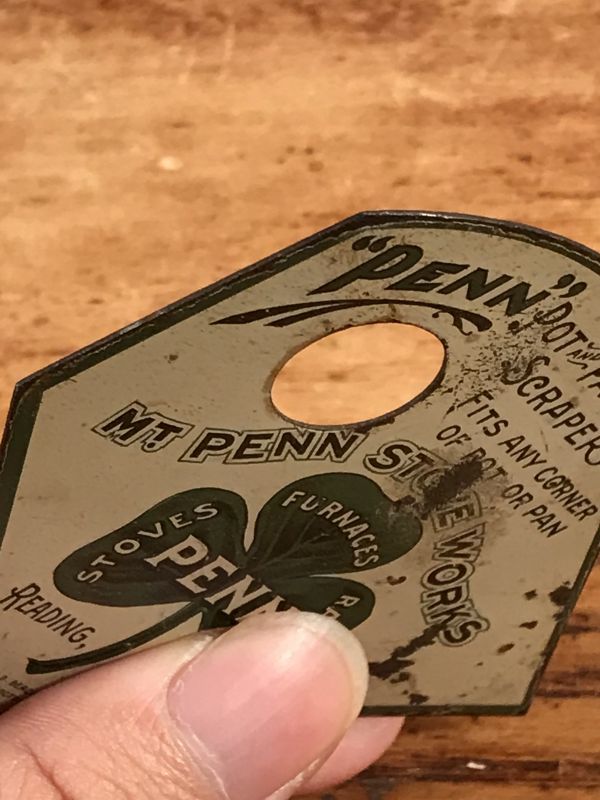 "PENN"
POT AND
SCRAPER
FITS ANY CORNER
OF POT OR PAN
MT. PENN STOVE WORKS
STOVES
FURNACES
PENN
READING,